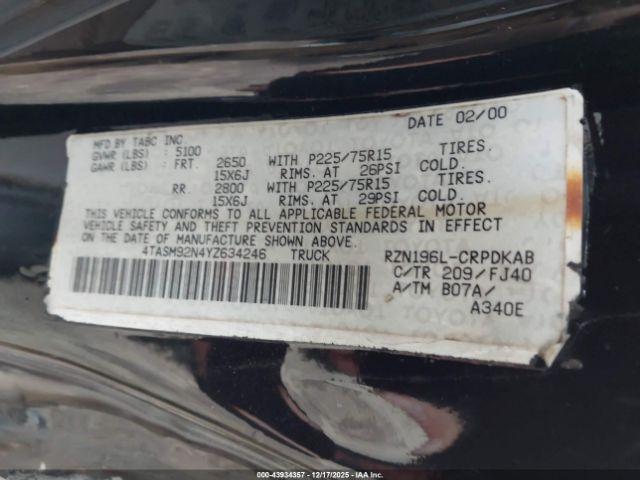 DATE 02/00
MFD BY TABC INC.
GVWR (LBS) : 5100
GAWR (LBS) : FRT. 2650 WITH P225/75R15 TIRES.
15X6J RIMS. AT 26PSI COLD.
RR. 2800 WITH P225/75R15 TIRES.
15X6J RIMS. AT 29PSI COLD.
THIS VEHICLE CONFORMS TO ALL APPLICABLE FEDERAL MOTOR
VEHICLE SAFETY AND THEFT PREVENTION STANDARDS IN EFFECT
ON THE DATE OF MANUFACTURE SHOWN ABOVE.
4TASM92N4YZ634246 TRUCK RZN196L-CRPDKAB
C/TR 209/FJ40
A/TM B07A/
A340E
000-43934357 | 12/17/2025 | IAAI.COM